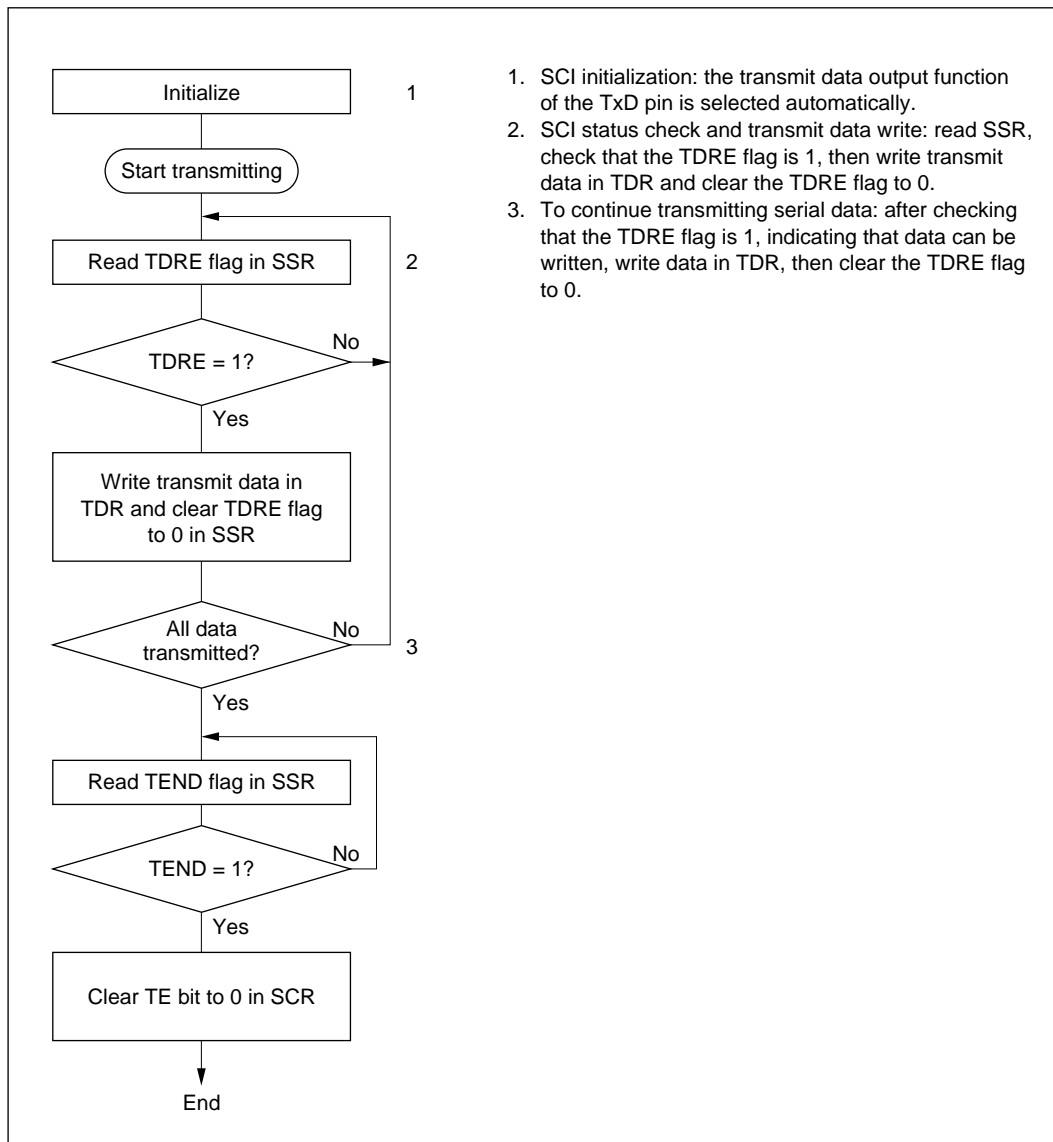 Initialize
1
Start transmitting
Read TDRE flag in SSR
2
TDRE = 1?
No
Yes
Write transmit data in
TDR and clear TDRE flag
to 0 in SSR
All data
transmitted?
No
3
Yes
Read TEND flag in SSR
TEND = 1?
No
Yes
Clear TE bit to 0 in SCR
End
1. SCI initialization: the transmit data output function
of the TxD pin is selected automatically.
2. SCI status check and transmit data write: read SSR,
check that the TDRE flag is 1, then write transmit
data in TDR and clear the TDRE flag to 0.
3. To continue transmitting serial data: after checking
that the TDRE flag is 1, indicating that data can be
written, write data in TDR, then clear the TDRE flag
to 0.